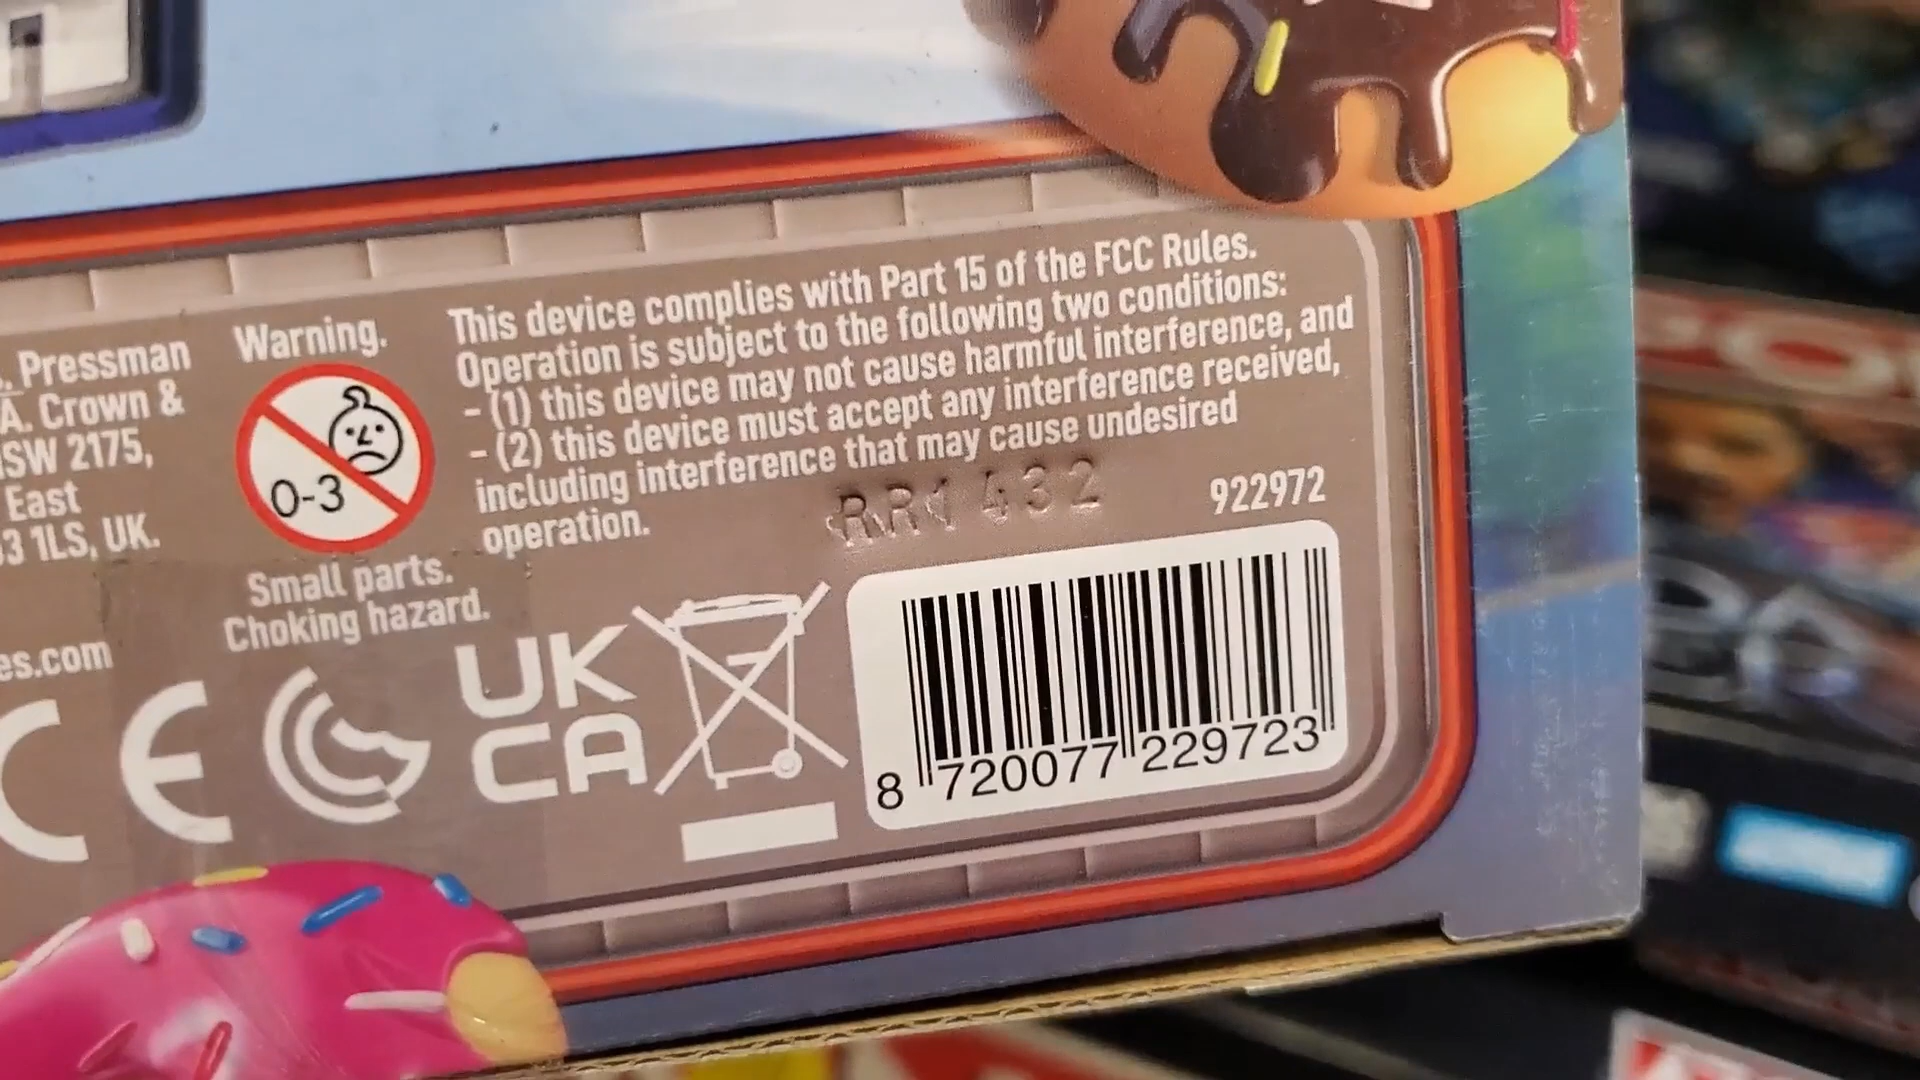 . Pressman
A. Crown &
SW 2175,
East
3 1LS, UK.
es.com
Warning.
0-3
Small parts.
Choking hazard.
This device complies with Part 15 of the FCC Rules.
Operation is subject to the following two conditions:
- (1) this device may not cause harmful interference, and
- (2) this device must accept any interference received,
including interference that may cause undesired
operation.
RR1 432
922972
CE
UK
CA
8 720077 229723